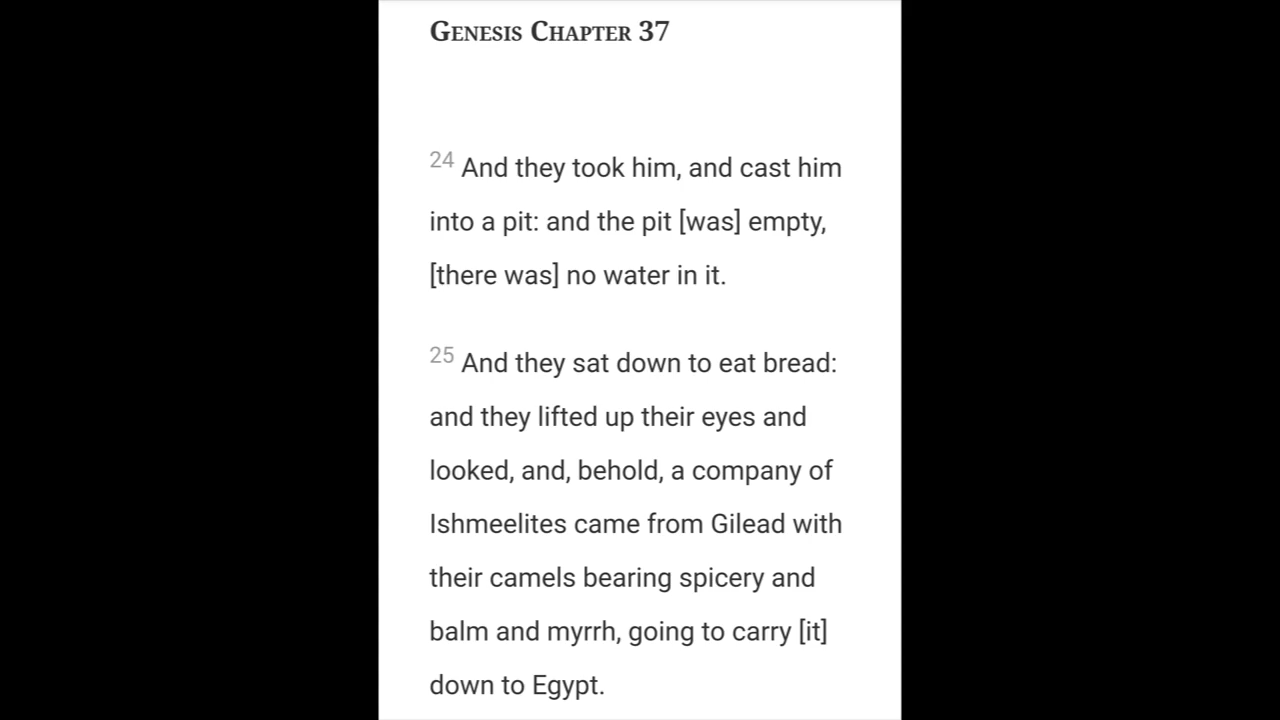 Genesis Chapter 37
24 And they took him, and cast him
into a pit: and the pit [was] empty,
[there was] no water in it.
25 And they sat down to eat bread:
and they lifted up their eyes and
looked, and, behold, a company of
Ishmeelites came from Gilead with
their camels bearing spicery and
balm and myrrh, going to carry [it]
down to Egypt.